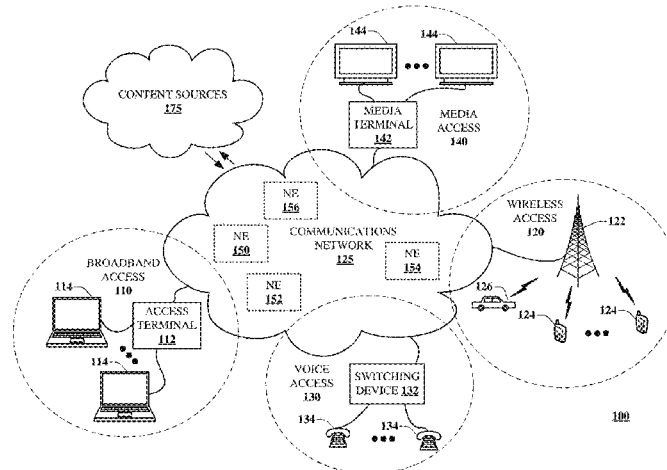 144
144
CONTENT SOURCES
175
MEDIA
TERMINAL
142
MEDIA
ACCESS
140
NE
156
WIRELESS
ACCESS
120
122
COMMUNICATIONS
NETWORK
125
NE
150
NE
154
BROADBAND
ACCESS
110
NE
152
126
114
ACCESS
TERMINAL
112
124
124
114
VOICE
ACCESS
130
SWITCHING
DEVICE 132
134
134
100